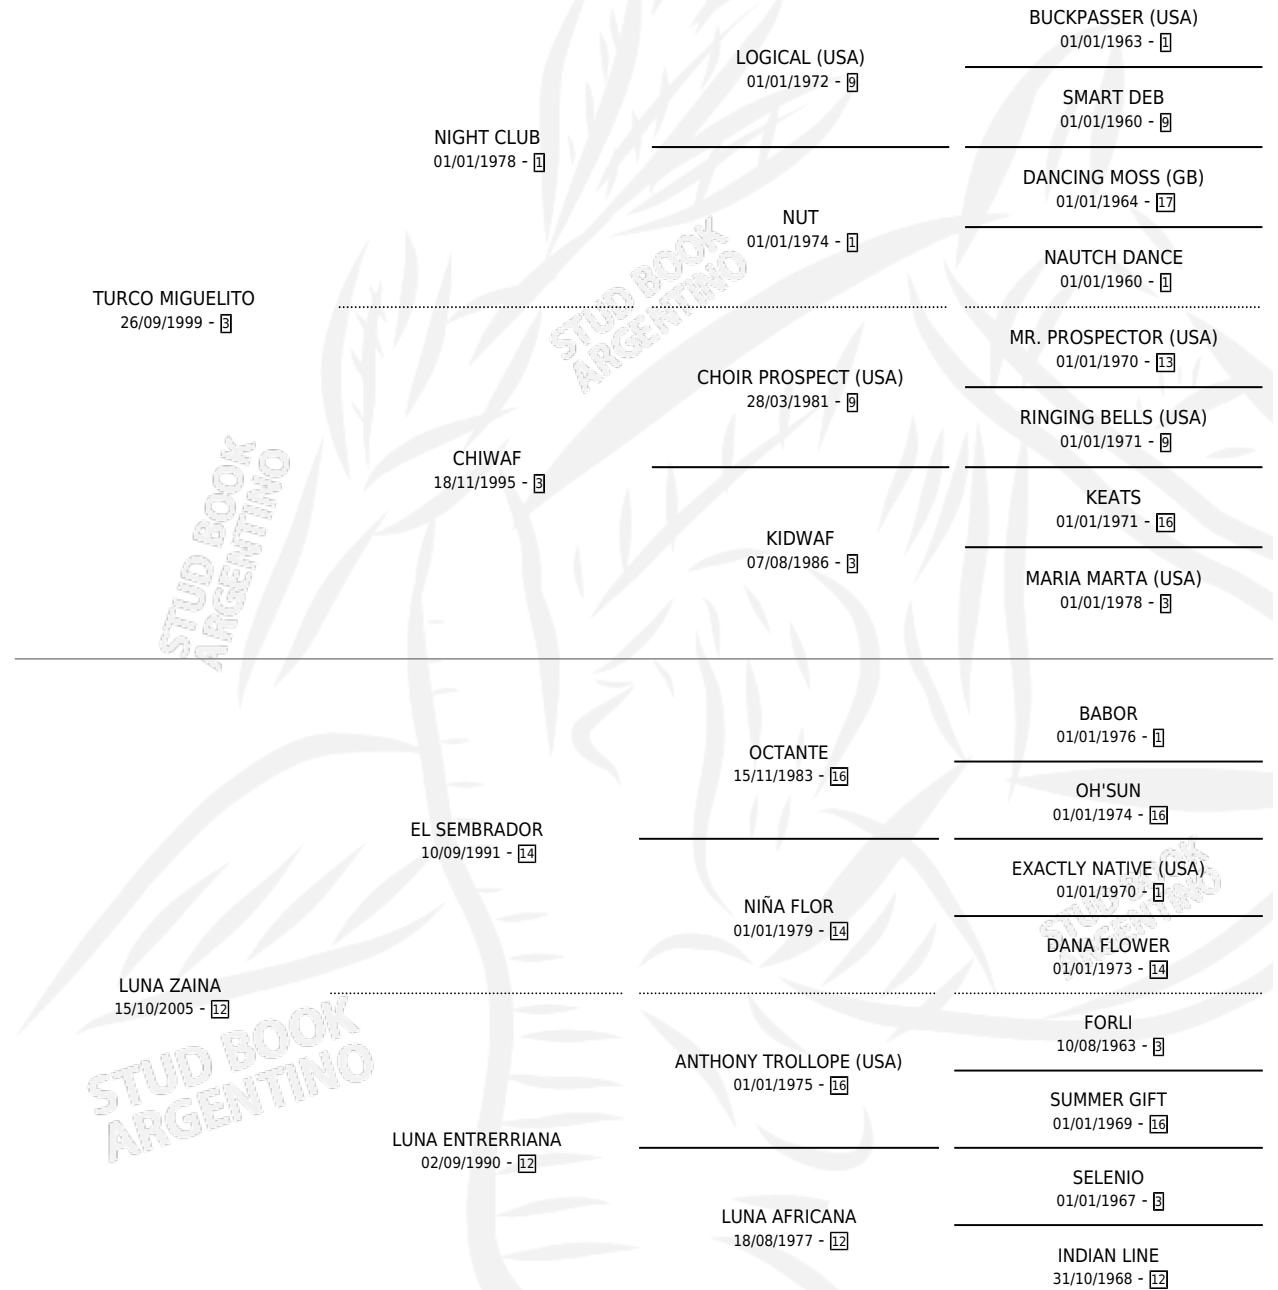 BUCKPASSER (USA)
01/01/1963 - 1
LOGICAL (USA)
01/01/1972 - 9
SMART DEB
01/01/1960 - 9
NIGHT CLUB
01/01/1978 - 1
DANCING MOSS (GB)
01/01/1964 - 17
NUT
01/01/1974 - 1
NAUTCH DANCE
01/01/1960 - 1
TURCO MIGUELITO
26/09/1999 - 3
MR. PROSPECTOR (USA)
01/01/1970 - 13
CHOIR PROSPECT (USA)
28/03/1981 - 9
RINGING BELLS (USA)
01/01/1971 - 9
CHIWAF
18/11/1995 - 3
KEATS
01/01/1971 - 16
KIDWAF
07/08/1986 - 3
MARIA MARTA (USA)
01/01/1978 - 3
BABOR
01/01/1976 - 1
OCTANTE
15/11/1983 - 16
OH'SUN
01/01/1974 - 16
EL SEMBRADOR
10/09/1991 - 14
EXACTLY NATIVE (USA)
01/01/1970 - 1
NIÑA FLOR
01/01/1979 - 14
DANA FLOWER
01/01/1973 - 14
LUNA ZAINA
15/10/2005 - 12
FORLI
10/08/1963 - 3
ANTHONY TROLLOPE (USA)
01/01/1975 - 16
SUMMER GIFT
01/01/1969 - 16
LUNA ENTRERRIANA
02/09/1990 - 12
SELENIO
01/01/1967 - 3
LUNA AFRICANA
18/08/1977 - 12
INDIAN LINE
31/10/1968 - 12
STUD BOOK
ARGENTINO
STUD BOOK
ARGENTINO
STUD BOOK
ARGENTINO
STUD BOOK
ARGENTINO